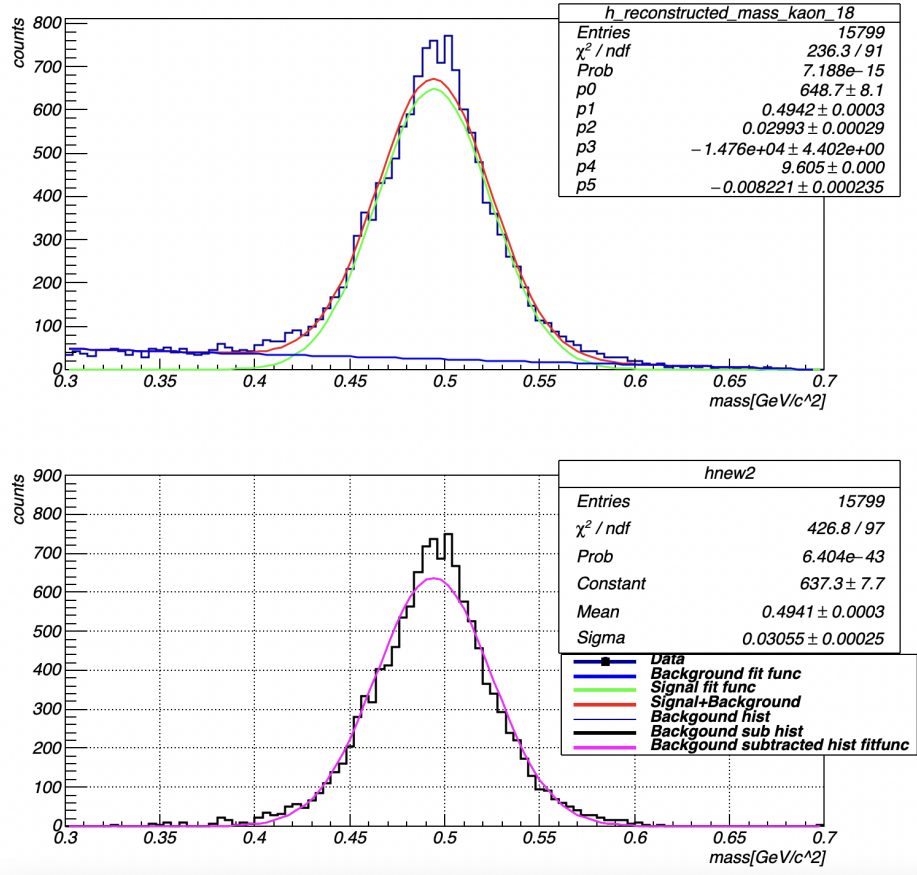 h_reconstructed_mass_kaon_18
Entries 15799
χ² / ndf 236.3 / 91
Prob 7.188e−15
p0 648.7 ± 8.1
p1 0.4942 ± 0.0003
p2 0.02993 ± 0.00029
p3 −1.476e+04 ± 4.402e+00
p4 9.605 ± 0.000
p5 −0.008221 ± 0.000235
counts
800
700
600
500
400
300
200
100
0
0.3 0.35 0.4 0.45 0.5 0.55 0.6 0.65 0.7
mass[GeV/c^2]
hnew2
Entries 15799
χ² / ndf 426.8 / 97
Prob 6.404e−43
Constant 637.3 ± 7.7
Mean 0.4941 ± 0.0003
Sigma 0.03055 ± 0.00025
Data
Background fit func
Signal fit func
Signal+Background
Backgound hist
Backgound sub hist
Backgound subtracted hist fitfunc
counts
900
800
700
600
500
400
300
200
100
0
0.3 0.35 0.4 0.45 0.5 0.55 0.6 0.65 0.7
mass[GeV/c^2]